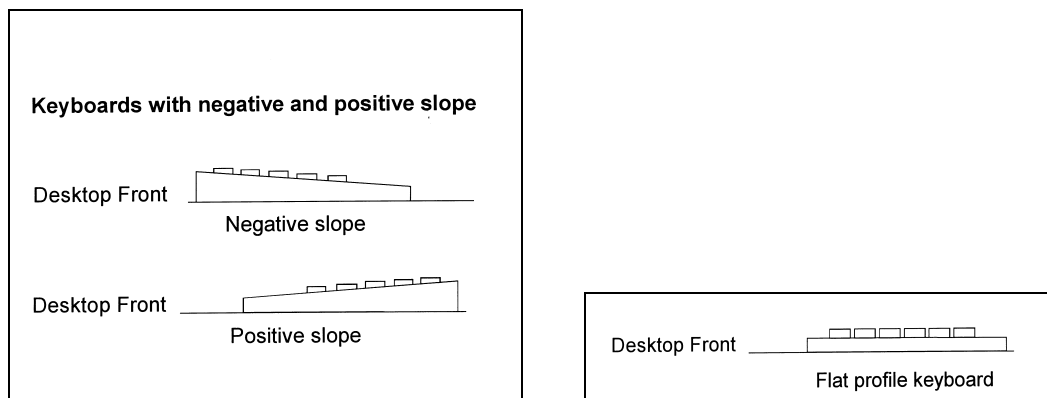 Keyboards with negative and positive slope
Desktop Front
Negative slope
Desktop Front
Positive slope
Desktop Front
Flat profile keyboard